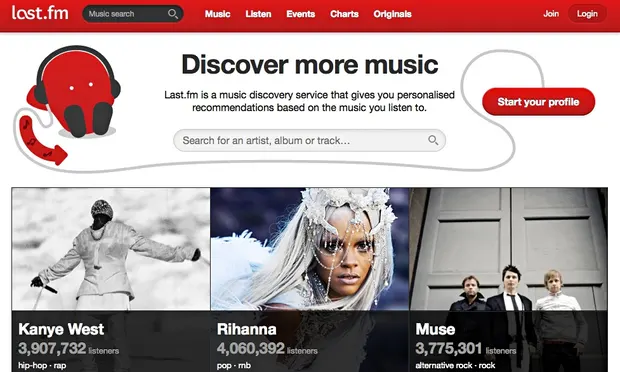 last.fm
Music search
Music Listen Events Charts Originals
Join Login
Discover more music
Last.fm is a music discovery service that gives you personalised
recommendations based on the music you listen to.
Start your profile
Search for an artist, album or track...
Kanye West
3,907,732 listeners
hip-hop · rap
Rihanna
4,060,392 listeners
pop · rnb
Muse
3,775,301 listeners
alternative rock · rock